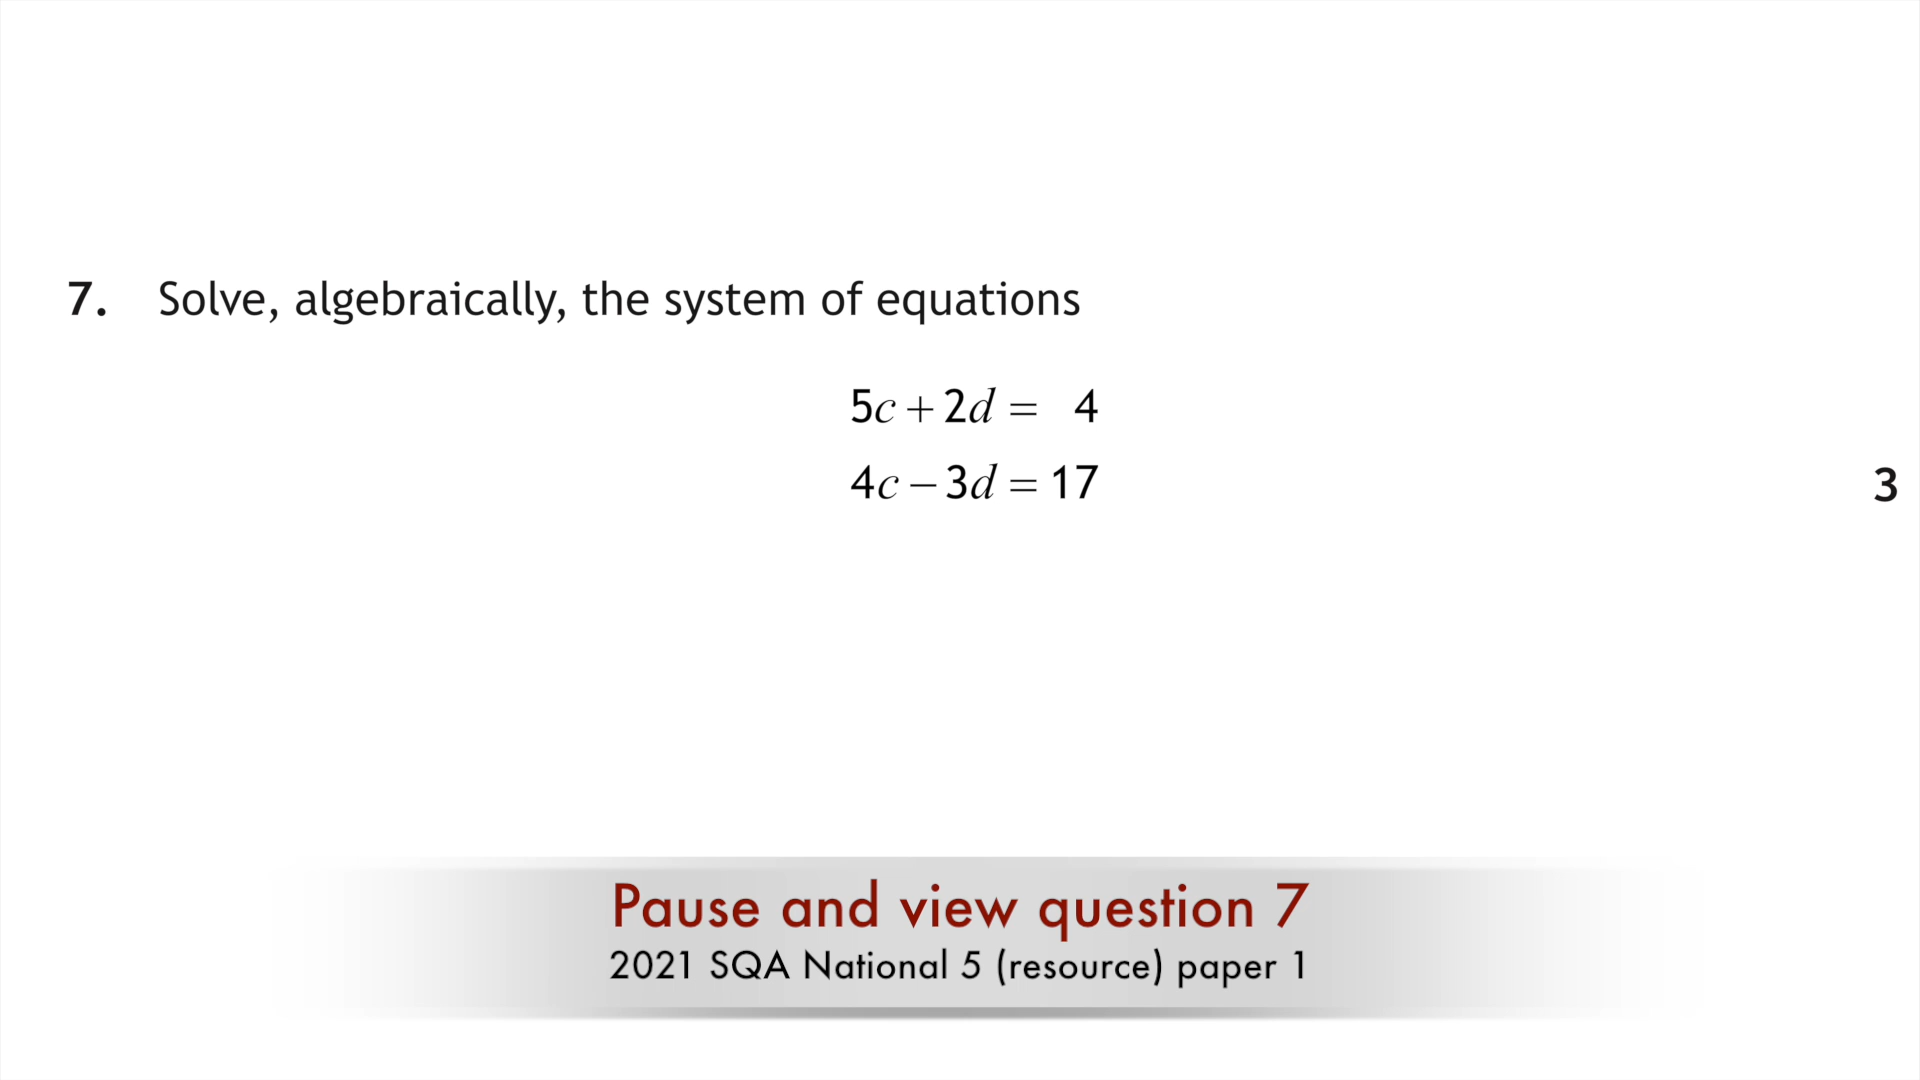 7. Solve, algebraically, the system of equations
5c + 2d = 4
4c − 3d = 17
3
Pause and view question 7
2021 SQA National 5 (resource) paper 1